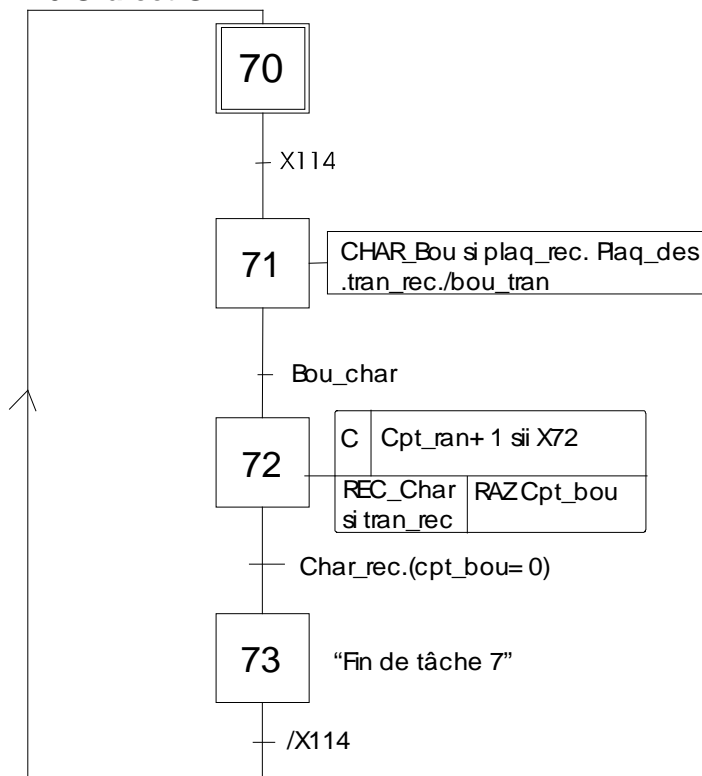 70
X114
71
CHAR_Bou si plaq_rec. Plaq_des
.tran_rec./bou_tran
Bou_char
72
C Cpt_ran+1 sii X72
REC_Char RAZ Cpt_bou
si tran_rec
Char_rec.(cpt_bou=0)
73
“Fin de tâche 7”
/X114